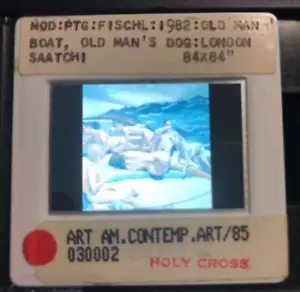 MOD:PTG:FISCHL:1982:OLD MAN'
BOAT, OLD MAN'S DOG:LONDON
SAATCHI 84X84"
ART AM.CONTEMP.ART/85
030002
HOLY CROSS